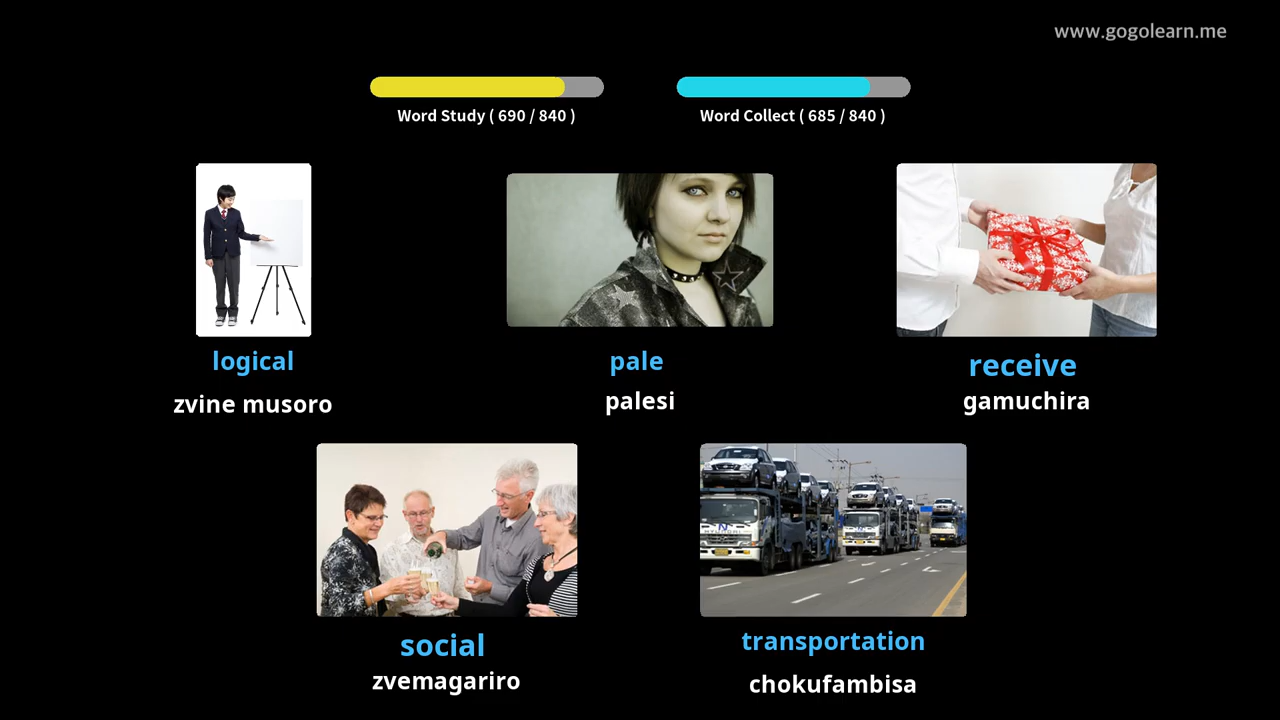 www.gogolearn.me
Word Study ( 690 / 840 )
Word Collect ( 685 / 840 )
logical
zvine musoro
pale
palesi
receive
gamuchira
social
zvemagariro
transportation
chokufambisa